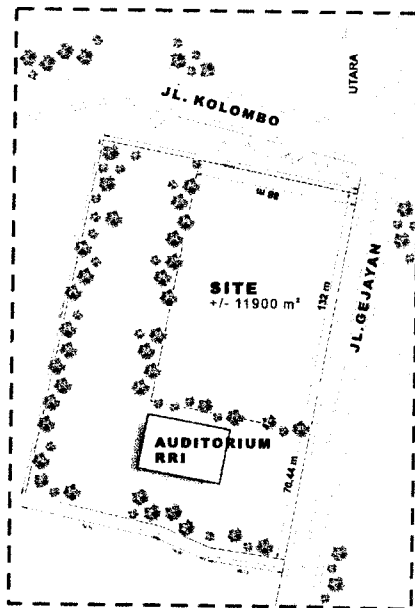 UTARA
JL. KOLOMBO
SITE
+/- 11900 m²
132 m
JL.GEJAYAN
AUDITORIUM
RRI
70,44 m